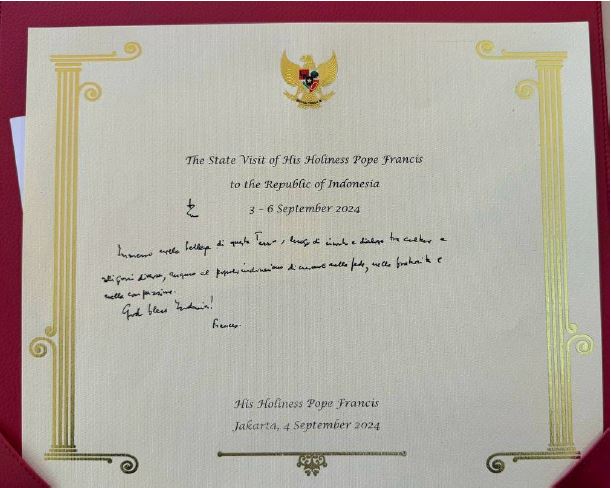 The State Visit of His Holiness Pope Francis
to the Republic of Indonesia
3 - 6 September 2024
Immerso nella bellezza di questa Terra, luogo di incontro e dialogo tra culture e
religioni diverse, auguro al popolo indonesiano di crescere nella fede, nella fraternità e
nella compassione.
God bless Indonesia!
Francesco.
His Holiness Pope Francis
Jakarta, 4 September 2024